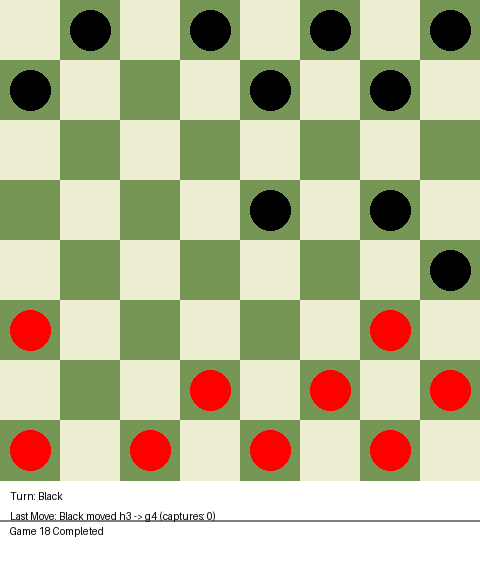 Turn: Black
Last Move: Black moved h3 -> g4 (captures: 0)
Game 18 Completed